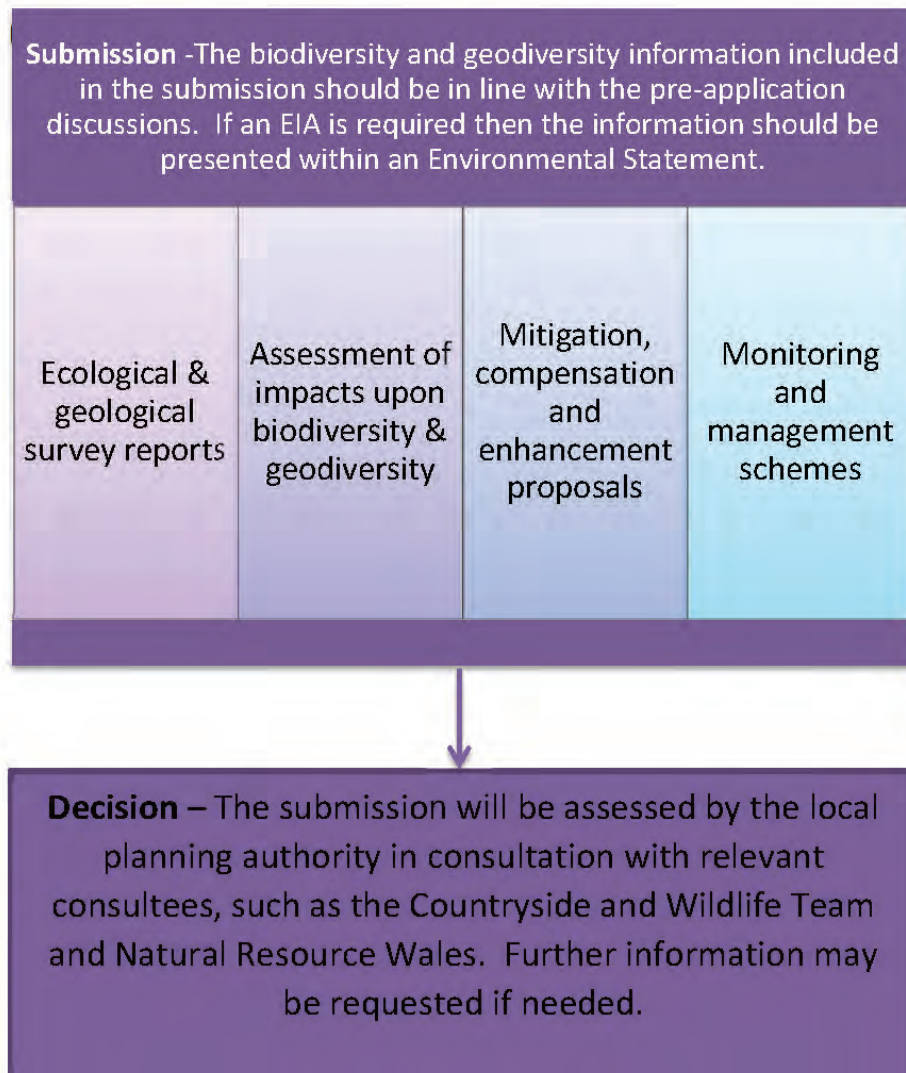 Submission -The biodiversity and geodiversity information included
in the submission should be in line with the pre-application
discussions. If an EIA is required then the information should be
presented within an Environmental Statement.
Ecological &
geological
survey reports
Assessment of
impacts upon
biodiversity &
geodiversity
Mitigation,
compensation
and
enhancement
proposals
Monitoring
and
management
schemes
Decision – The submission will be assessed by the local
planning authority in consultation with relevant
consultees, such as the Countryside and Wildlife Team
and Natural Resource Wales. Further information may
be requested if needed.